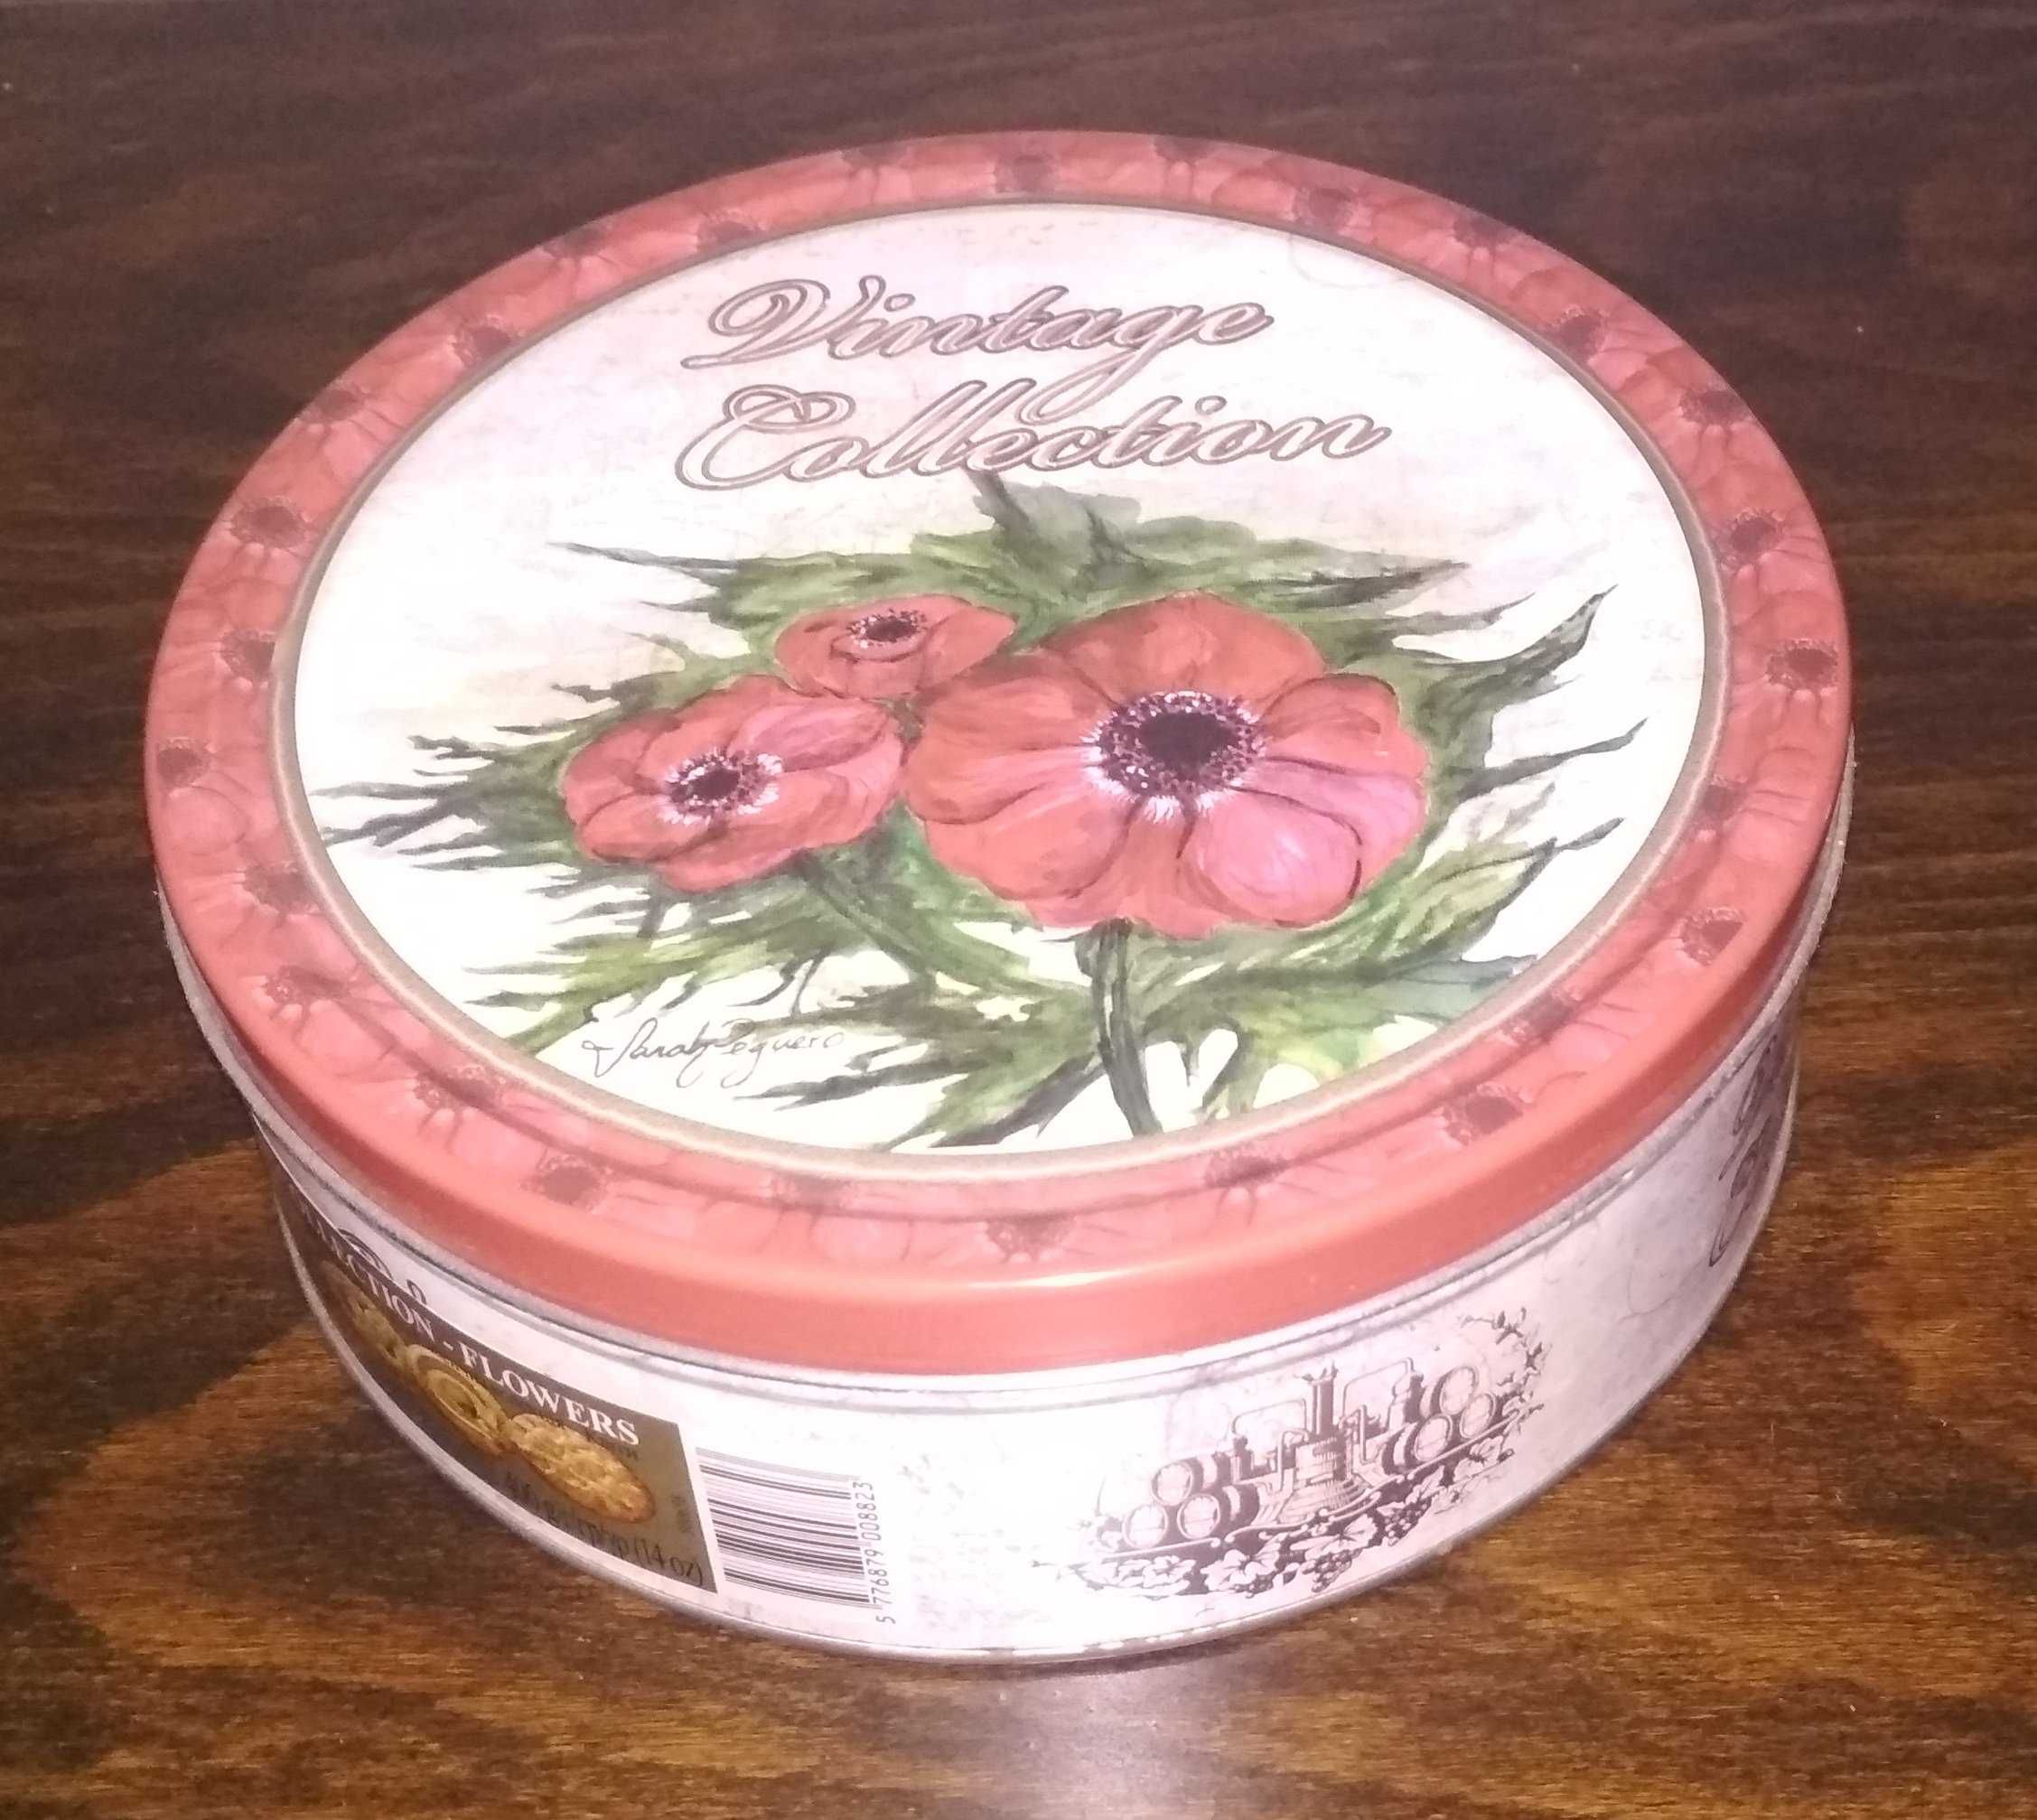 Vintage
Collection
Sarah Peguero
COLLECTION - FLOWERS
(14 oz)
5 776879 008823